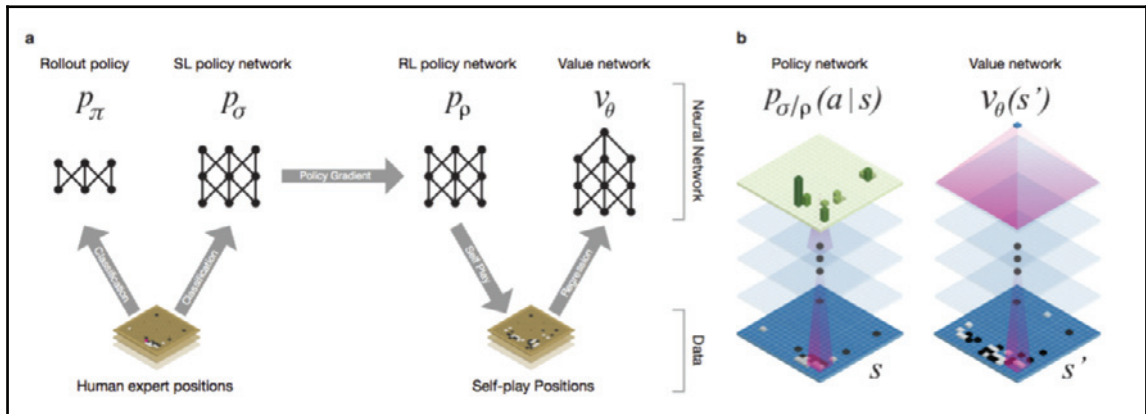 a
Rollout policy SL policy network RL policy network Value network
pπ pσ pρ vθ
Neural Network
Policy Gradient
Classification Classification Self Play Regression
Data
Human expert positions Self-play Positions
b
Policy network Value network
pσ/ρ (a|s) vθ(s’)
s s’